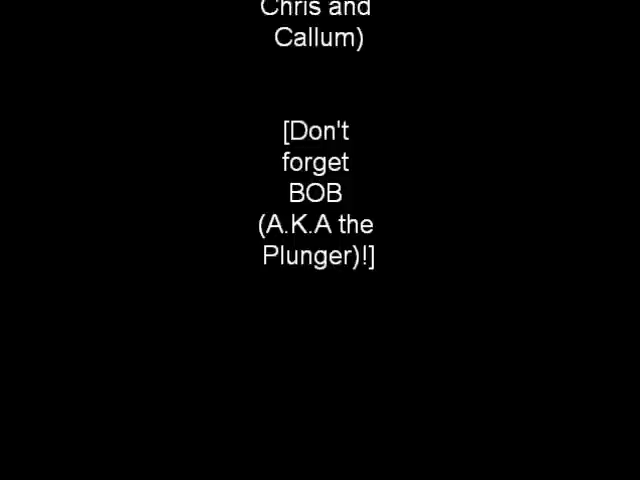 Chris and
Callum)
[Don't
forget
BOB
(A.K.A the
Plunger)!]